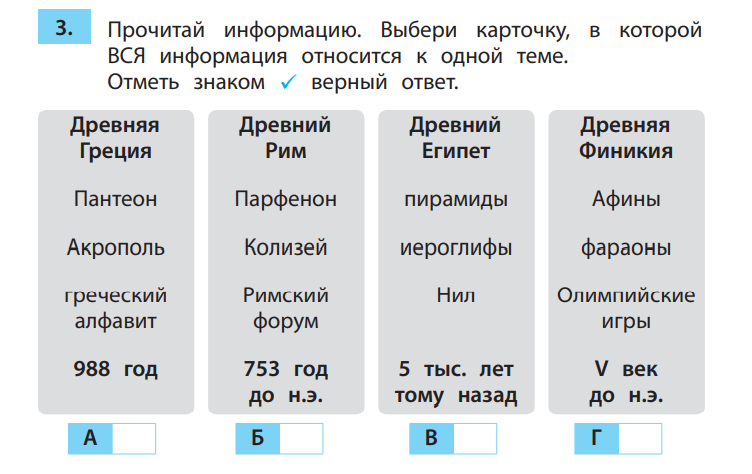 3. Прочитай информацию. Выбери карточку, в которой
ВСЯ информация относится к одной теме.
Отметь знаком ✓ верный ответ.
Древняя
Греция
Пантеон
Акрополь
греческий
алфавит
988 год
А
Древний
Рим
Парфенон
Колизей
Римский
форум
753 год
до н.э.
Б
Древний
Египет
пирамиды
иероглифы
Нил
5 тыс. лет
тому назад
В
Древняя
Финикия
Афины
фараоны
Олимпийские
игры
V век
до н.э.
Г